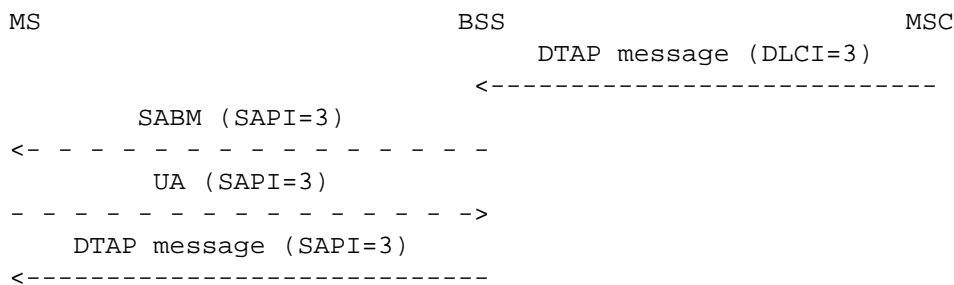 MS BSS MSC
DTAP message (DLCI=3)
<----------------------------
SABM (SAPI=3)
<- - - - - - - - - - - - - - -
UA (SAPI=3)
- - - - - - - - - - - - - - ->
DTAP message (SAPI=3)
<-----------------------------